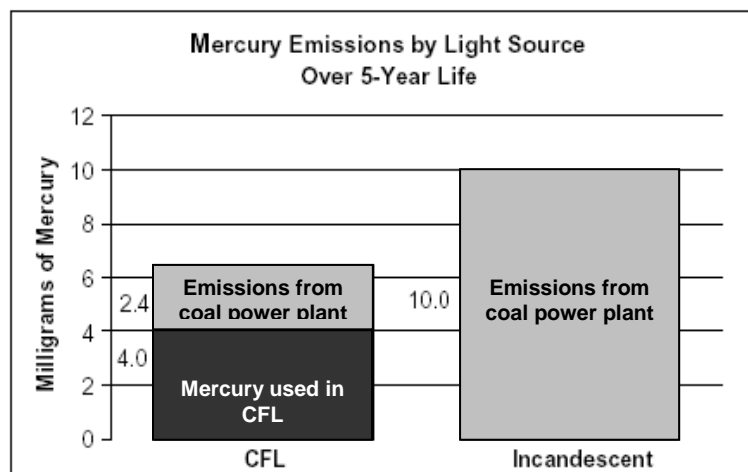 Mercury Emissions by Light Source
Over 5-Year Life
Milligrams of Mercury
12
10
8
6
4
2
0
2.4
4.0
Emissions from
coal power plant
Mercury used in
CFL
10.0
Emissions from
coal power plant
CFL
Incandescent